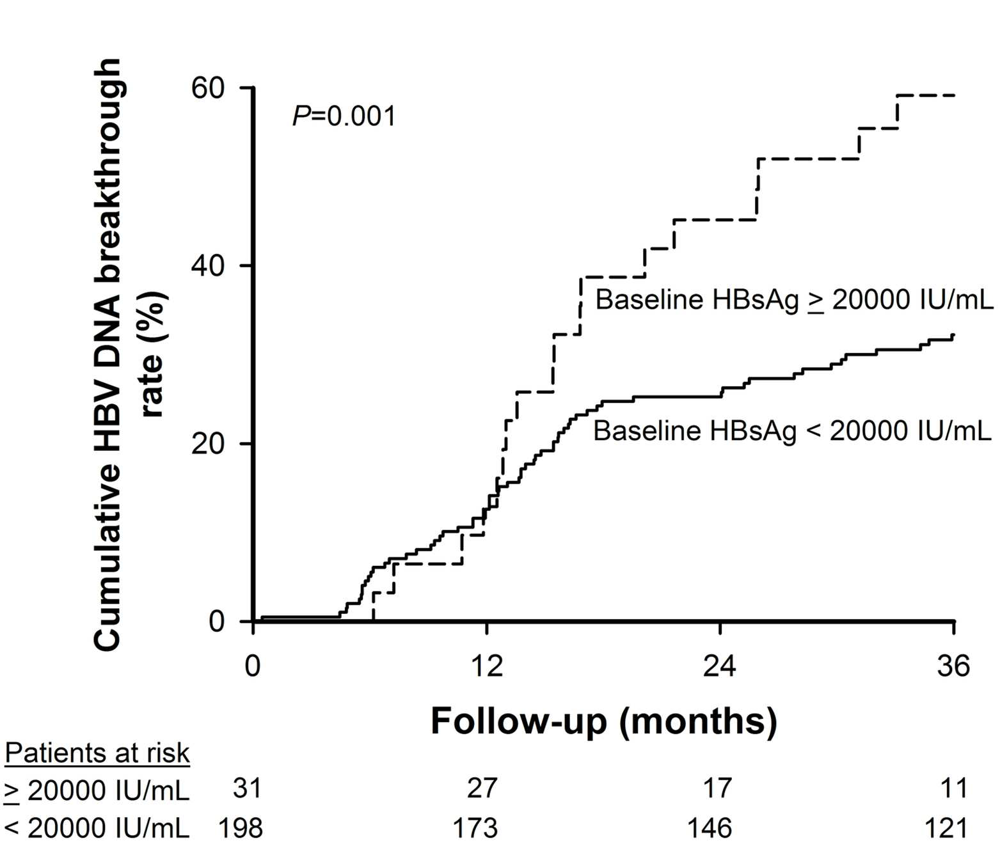 Cumulative HBV DNA breakthrough
rate (%)
60
40
20
0
P=0.001
Baseline HBsAg ≥ 20000 IU/mL
Baseline HBsAg < 20000 IU/mL
0 12 24 36
Follow-up (months)
Patients at risk
≥ 20000 IU/mL 31 27 17 11
< 20000 IU/mL 198 173 146 121